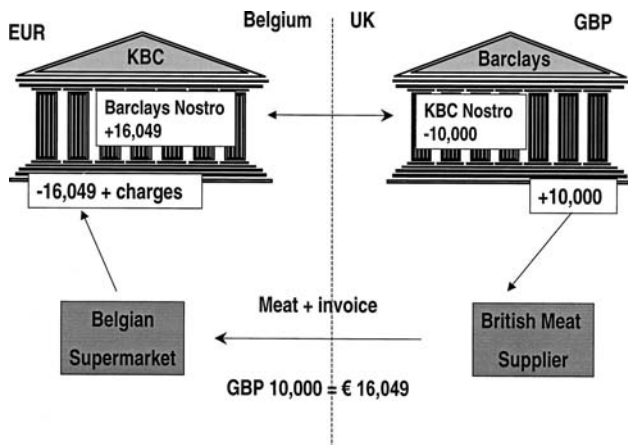 EUR
Belgium
UK
GBP
KBC
Barclays
Barclays Nostro
+16,049
KBC Nostro
-10,000
-16,049 + charges
+10,000
Meat + invoice
Belgian
Supermarket
British Meat
Supplier
GBP 10,000 = € 16,049